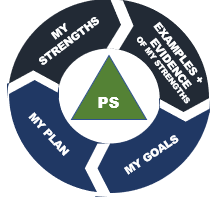 MY
STRENGTHS
EXAMPLES +
EVIDENCE
OF MY STRENGTHS
MY GOALS
MY PLAN
PS